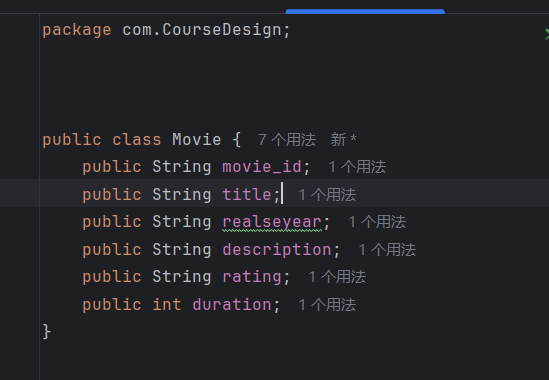 package com.CourseDesign;
public class Movie { 7个用法 新 *
public String movie_id; 1个用法
public String title; 1个用法
public String realseyear; 1个用法
public String description; 1个用法
public String rating; 1个用法
public int duration; 1个用法
}